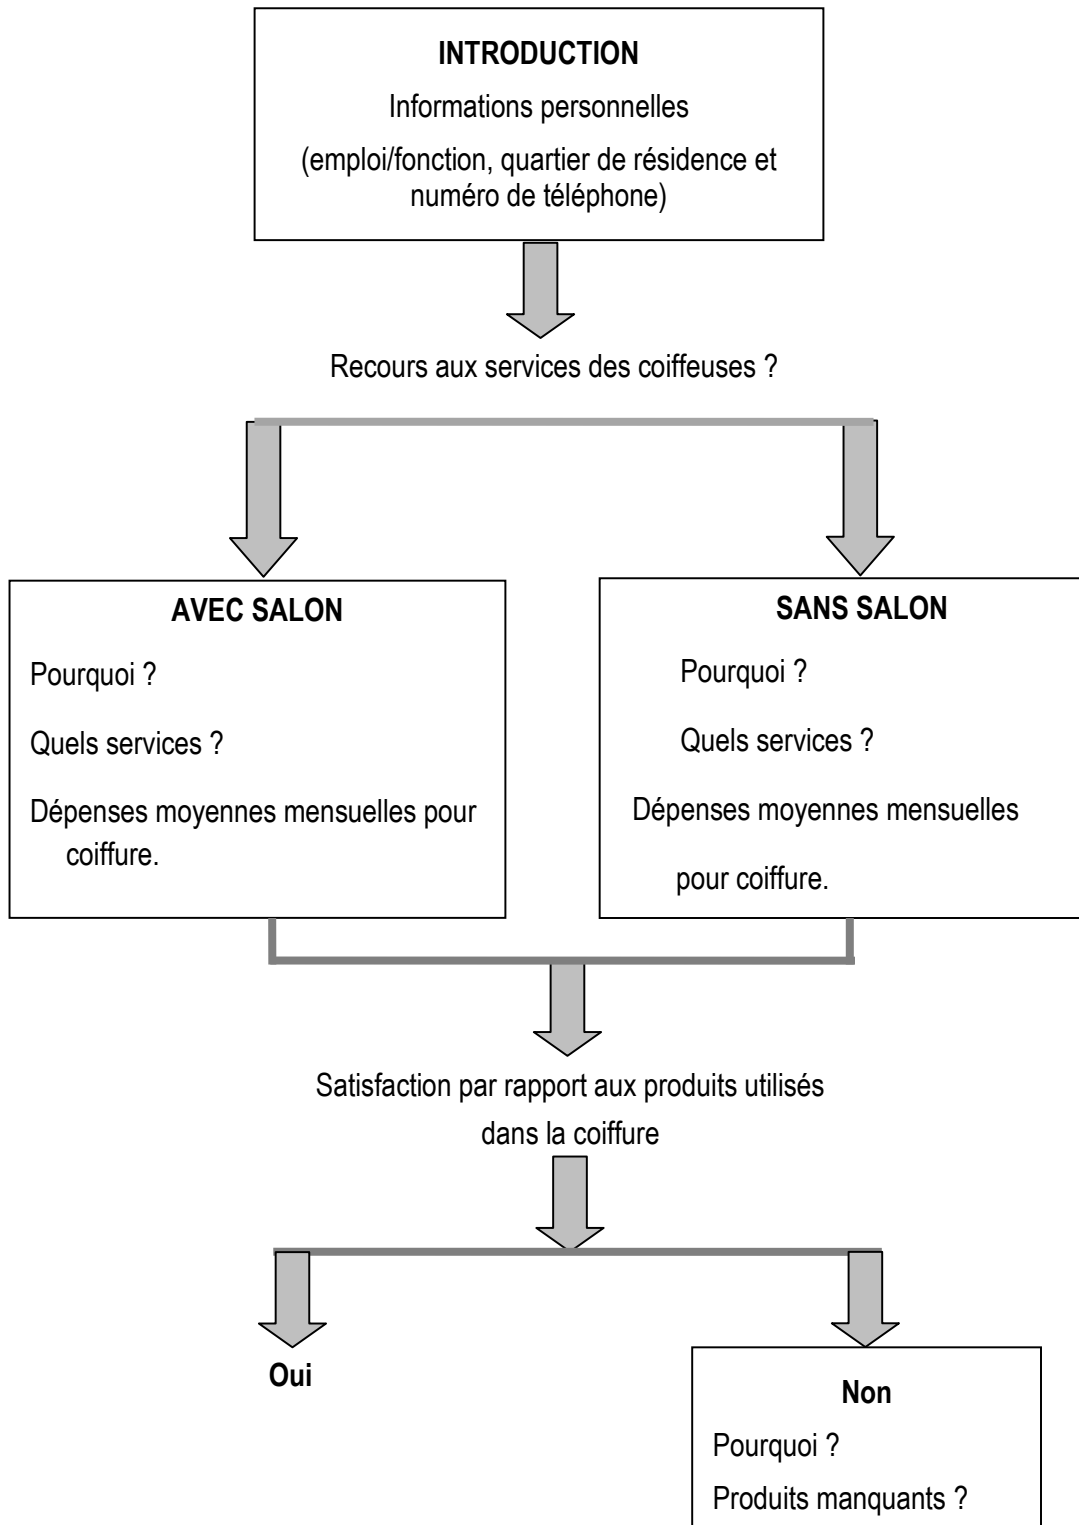 INTRODUCTION
Informations personnelles
(emploi/fonction, quartier de résidence et
numéro de téléphone)
Recours aux services des coiffeuses ?
AVEC SALON
Pourquoi ?
Quels services ?
Dépenses moyennes mensuelles pour
coiffure.
SANS SALON
Pourquoi ?
Quels services ?
Dépenses moyennes mensuelles
pour coiffure.
Satisfaction par rapport aux produits utilisés
dans la coiffure
Oui
Non
Pourquoi ?
Produits manquants ?